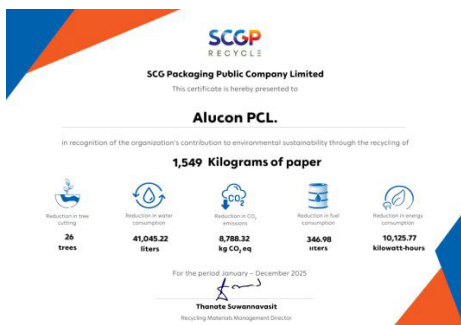 SCGP
RECYCLE
SCG Packaging Public Company Limited
This certificate is hereby presented to
Alucon PCL.
in recognition of the organization's contribution to environmental sustainability through the recycling of
1,549 Kilograms of paper
CO₂
Reduction in tree cutting
26
trees
Reduction in water consumption
41,045.22
liters
Reduction in CO₂ emissions
8,788.32
kg CO₂ eq
Reduction in fuel consumption
346.98
liters
Reduction in energy consumption
10,125.77
kilowatt-hours
For the period January – December 2025
Thanate Suwannavasit
Recycling Materials Management Director